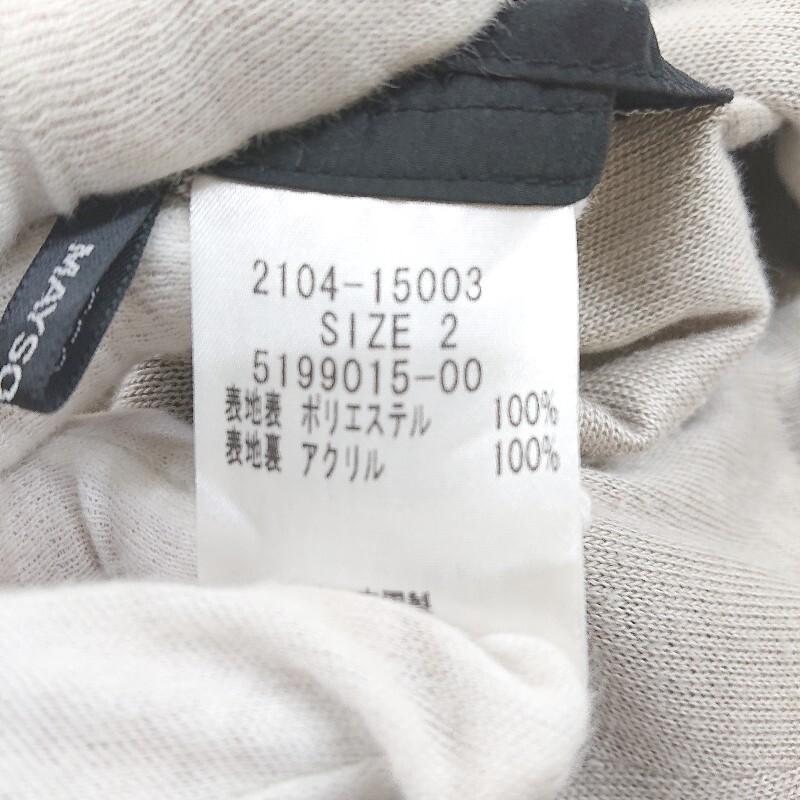 2104-15003
SIZE 2
5199015-00
表地表 ポリエステル 100%
表地裏 アクリル 100%